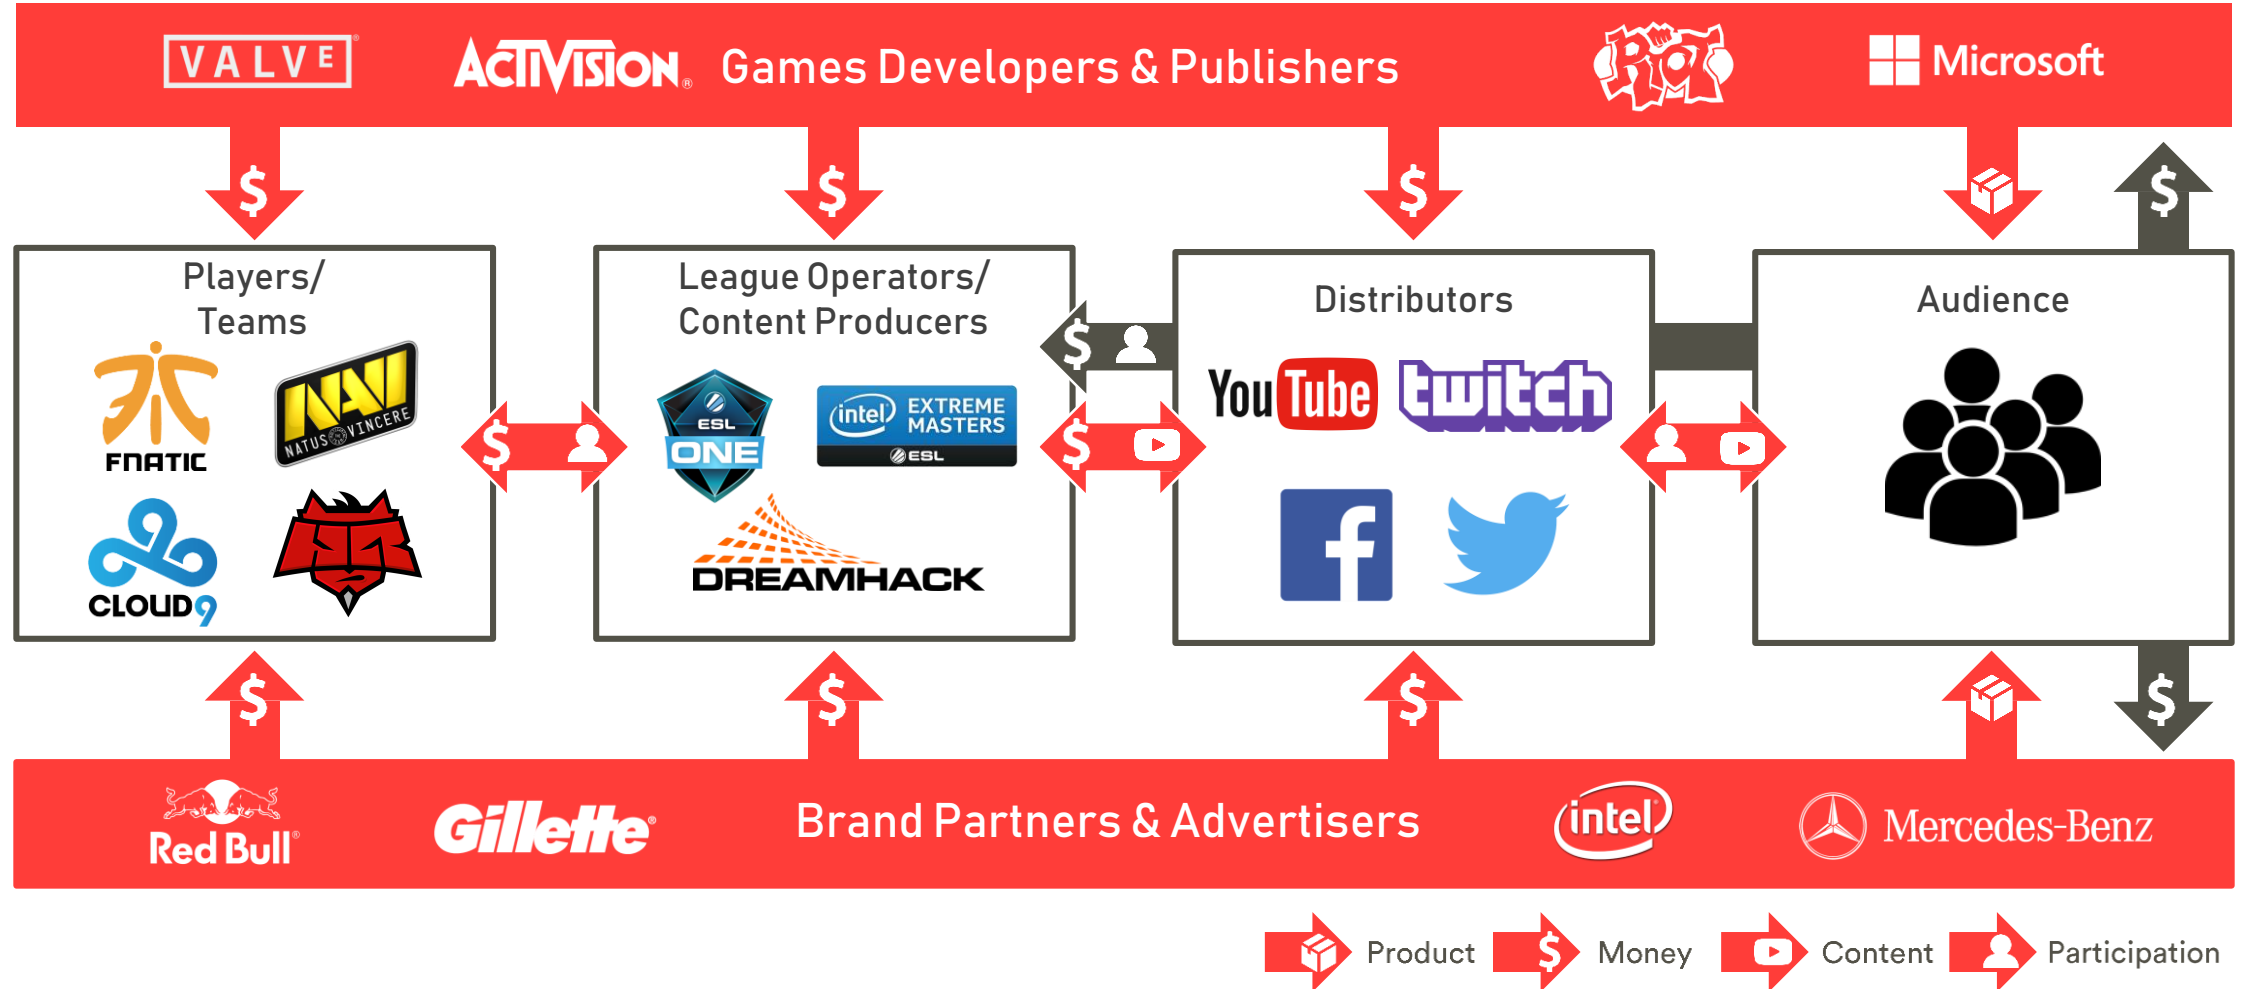 VALVE®
ACTIVISION®
Games Developers & Publishers
RIOT
Microsoft
$
$
$
$
Players/
Teams
FNATIC
NAVI
NATUS VINCERE
CLOUD9
League Operators/
Content Producers
ESL
ONE
intel EXTREME
MASTERS
ESL
DREAMHACK
$
$
$
Distributors
YouTube
twitch
f
Audience
$
$
$
$
Red Bull®
Gillette®
Brand Partners & Advertisers
intel
Mercedes-Benz
Product
$
Money
Content
Participation